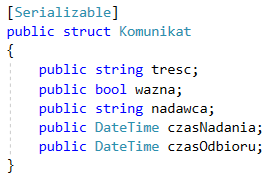 [Serializable]
public struct Komunikat
{
    public string tresc;
    public bool wazna;
    public string nadawca;
    public DateTime czasNadania;
    public DateTime czasOdbioru;
}